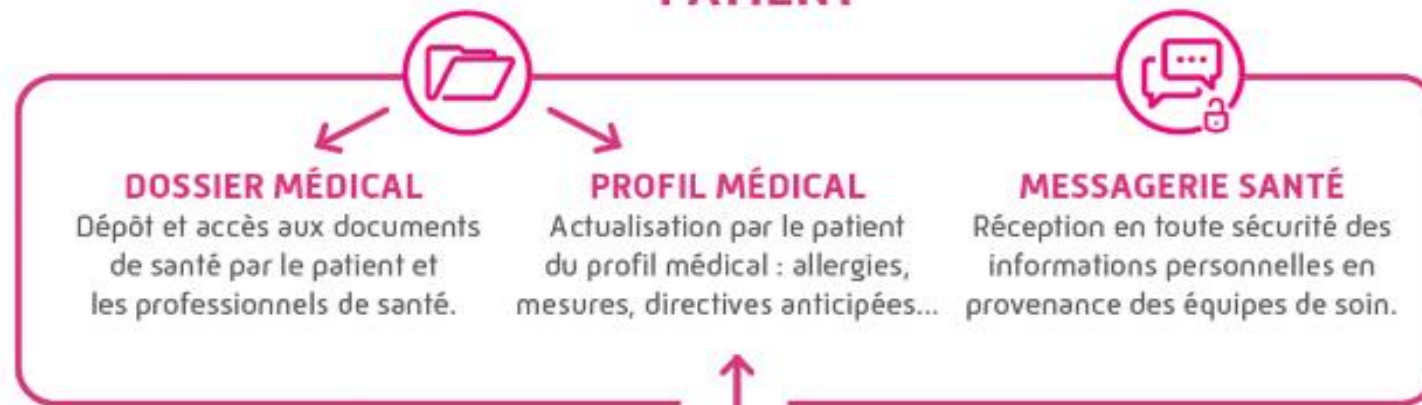 PATIENT
DOSSIER MÉDICAL
Dépôt et accès aux documents
de santé par le patient et
les professionnels de santé.
PROFIL MÉDICAL
Actualisation par le patient
du profil médical : allergies,
mesures, directives anticipées...
MESSAGERIE SANTÉ
Réception en toute sécurité des
informations personnelles en
provenance des équipes de soin.